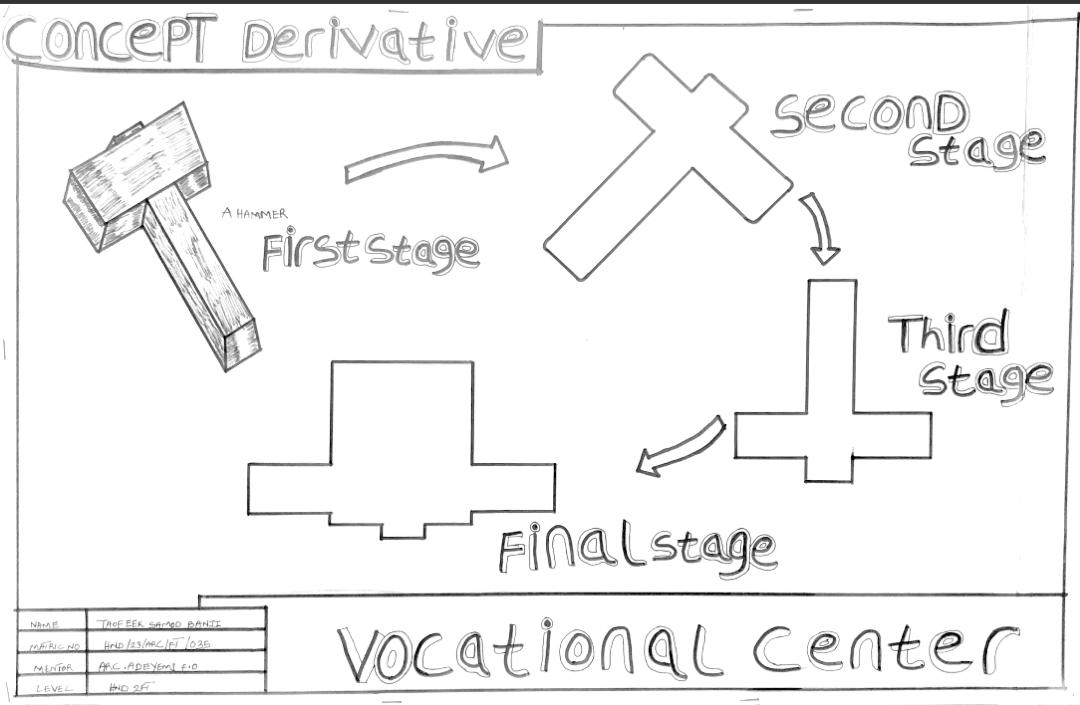 CONCEPT Derivative
Second
Stage
A HAMMER
First Stage
Third
Stage
Final stage
NAME TAOFEEK SAMOD BANJI
MATRIC NO HND/23/ARC/FT/035
MENTOR ARC. ADEYEMI F.O
LEVEL HND 2FT
Vocational Center